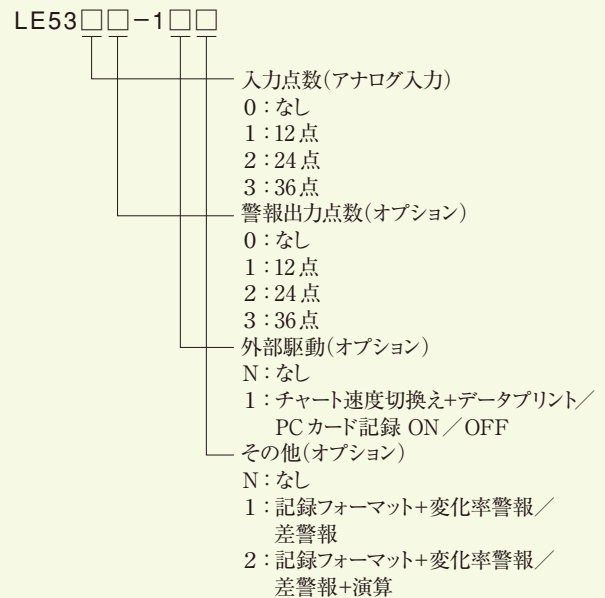 LE53□□－1□□
入力点数(アナログ入力)
0：なし
1：12点
2：24点
3：36点
警報出力点数(オプション)
0：なし
1：12点
2：24点
3：36点
外部駆動(オプション)
N：なし
1：チャート速度切換え+データプリント／
PCカード記録 ON／OFF
その他(オプション)
N：なし
1：記録フォーマット+変化率警報／
差警報
2：記録フォーマット+変化率警報／
差警報+演算